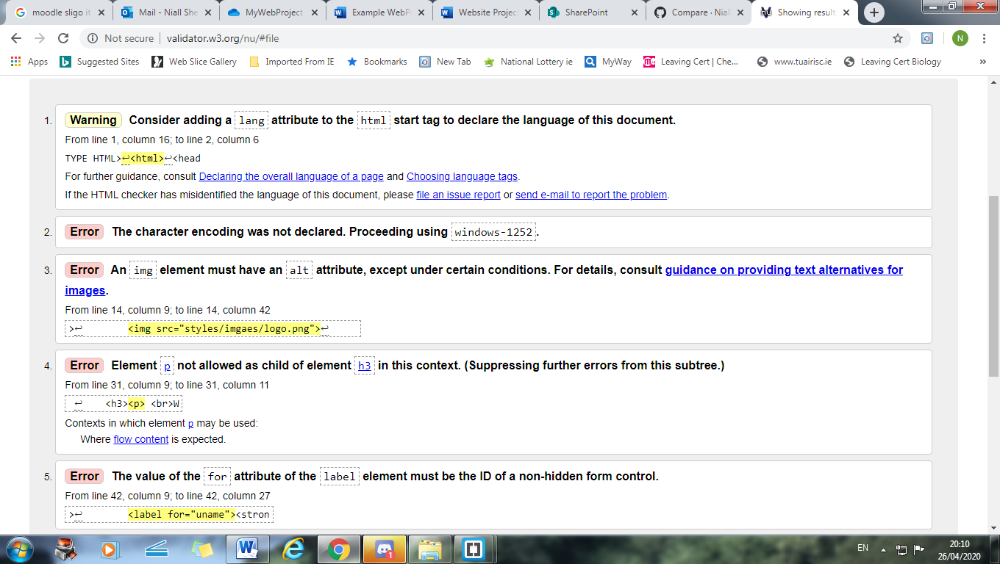 moodle sligo it
Mail - Niall She
MyWebProject
Example WebP
Website Project
SharePoint
Compare · Niall
Showing result
Not secure | validator.w3.org/nu/#file
N
Apps Suggested Sites Web Slice Gallery Imported From IE Bookmarks New Tab National Lottery ie MyWay Leaving Cert | Che... www.tuairisc.ie Leaving Cert Biology »
1. Warning Consider adding a lang attribute to the html start tag to declare the language of this document.
From line 1, column 16; to line 2, column 6
TYPE HTML>↩<html>↩<head
For further guidance, consult Declaring the overall language of a page and Choosing language tags.
If the HTML checker has misidentified the language of this document, please file an issue report or send e-mail to report the problem.
2. Error The character encoding was not declared. Proceeding using windows-1252.
3. Error An img element must have an alt attribute, except under certain conditions. For details, consult guidance on providing text alternatives for
images.
From line 14, column 9; to line 14, column 42
>↩ <img src="styles/imgaes/logo.png">↩
4. Error Element p not allowed as child of element h3 in this context. (Suppressing further errors from this subtree.)
From line 31, column 9; to line 31, column 11
↩ <h3><p> <br>W
Contexts in which element p may be used:
Where flow content is expected.
5. Error The value of the for attribute of the label element must be the ID of a non-hidden form control.
From line 42, column 9; to line 42, column 27
>↩ <label for="uname"><stron
EN
20:10
26/04/2020